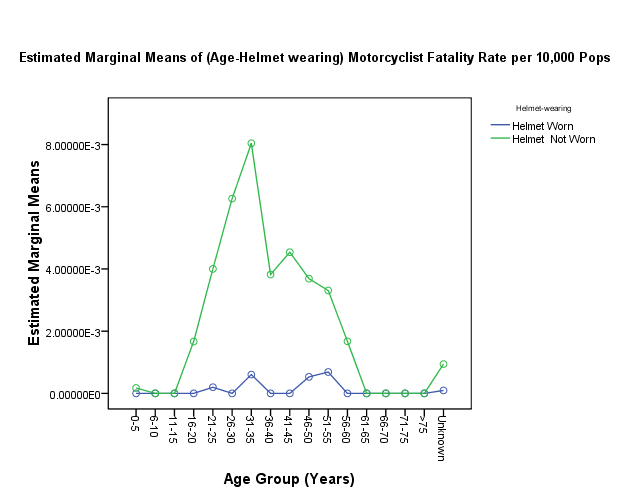 Estimated Marginal Means of (Age-Helmet wearing) Motorcyclist Fatality Rate per 10,000 Pops
Helmet-wearing
Helmet Worn
Helmet Not Worn
Estimated Marginal Means
8.00000E-3
6.00000E-3
4.00000E-3
2.00000E-3
0.00000E0
0-5
6-10
11-15
16-20
21-25
26-30
31-35
36-40
41-45
46-50
51-55
56-60
61-65
66-70
71-75
>75
Unknown
Age Group (Years)